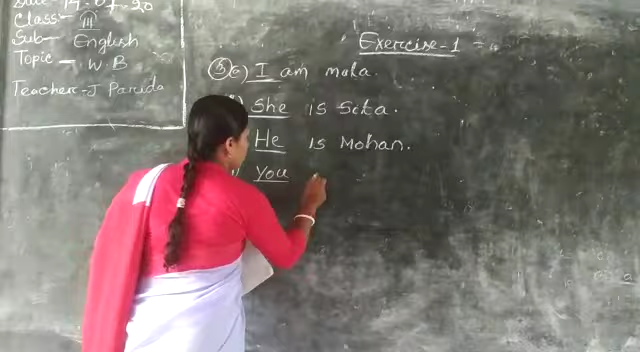 Date 14.07.20
Class - III
Sub - English
Topic - W.B
Teacher - J Parida
Exercise-1
③ c) I am mata.
) She is Sita.
He is Mohan.
) You